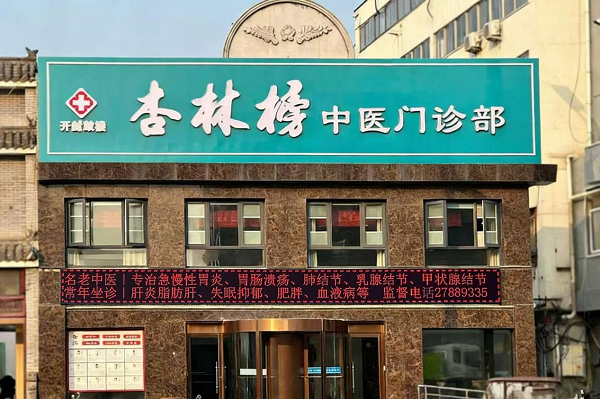 开封鼓楼
杏林榜 中医门诊部
名老中医|专治急慢性胃炎、胃肠溃疡、肺结节、乳腺结节、甲状腺结节
常年坐诊|肝炎脂肪肝、失眠抑郁、肥胖、血液病等 监督电话27889335